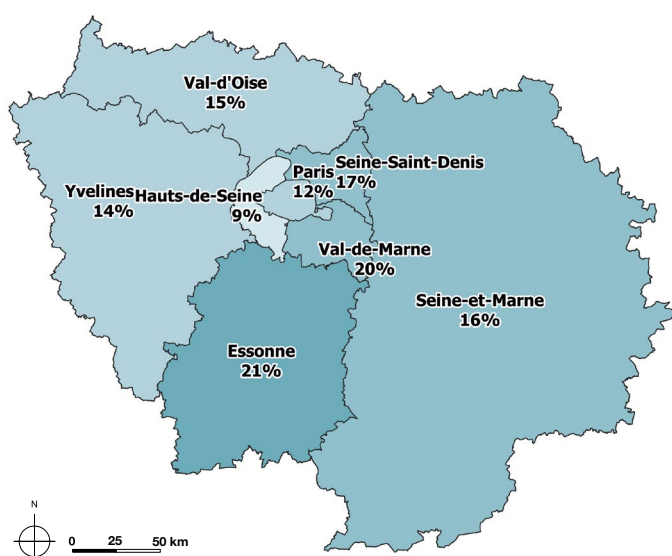 Val-d'Oise
15%
Seine-Saint-Denis
17%
Paris
12%
Yvelines
14%
Hauts-de-Seine
9%
Val-de-Marne
20%
Seine-et-Marne
16%
Essonne
21%
N
0 25 50 km